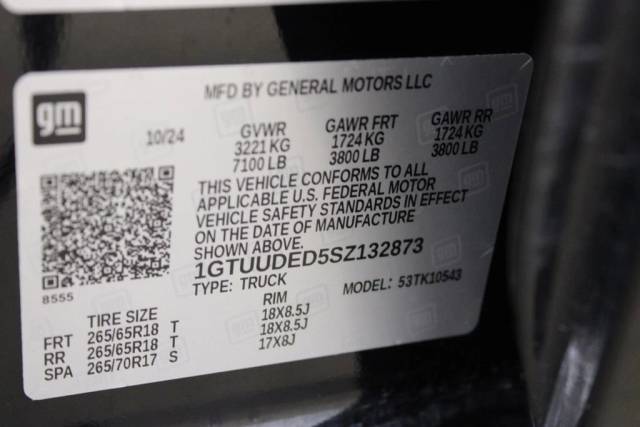 MFD BY GENERAL MOTORS LLC
gm
10/24 GVWR GAWR FRT GAWR RR
3221 KG 1724 KG 1724 KG
7100 LB 3800 LB 3800 LB
THIS VEHICLE CONFORMS TO ALL
APPLICABLE U.S. FEDERAL MOTOR
VEHICLE SAFETY STANDARDS IN EFFECT
ON THE DATE OF MANUFACTURE
SHOWN ABOVE.
1GTUUDED5SZ132873
TYPE: TRUCK MODEL: 53TK10543
8555
TIRE SIZE RIM
FRT 265/65R18 T 18X8.5J
RR 265/65R18 T 18X8.5J
SPA 265/70R17 S 17X8J